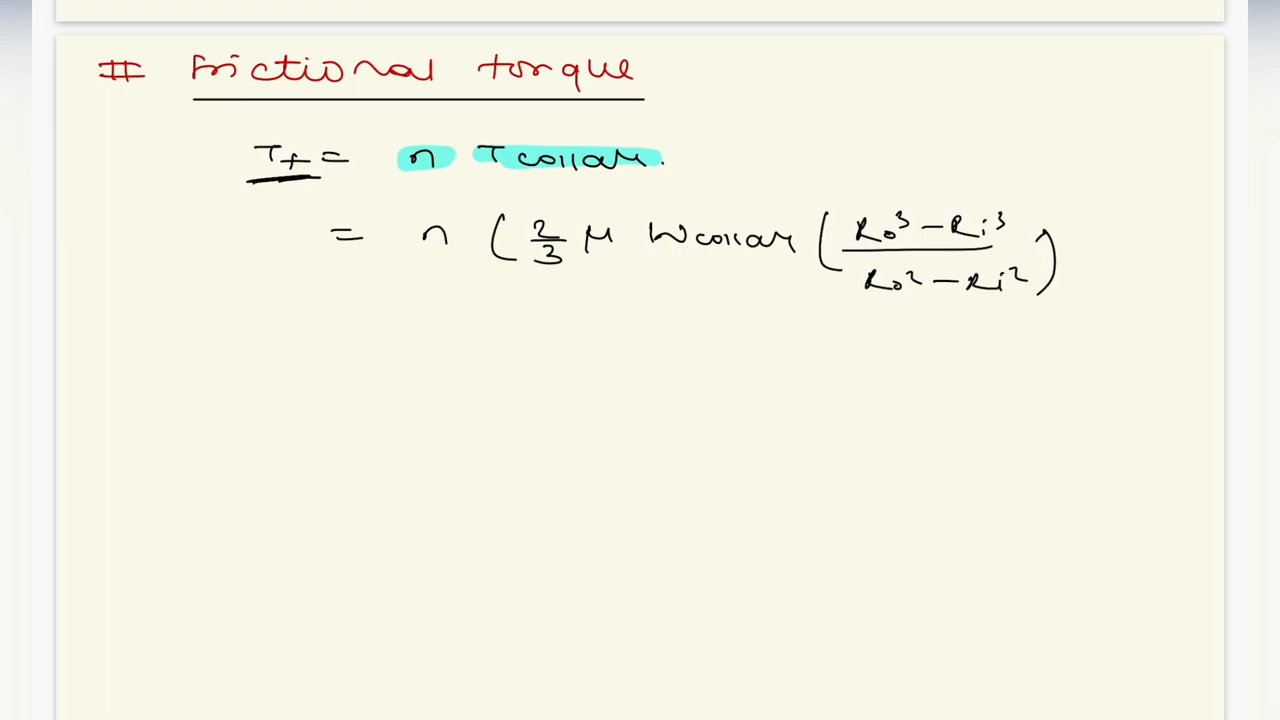 # Frictional torque
Tf = n Tcollar.
= n ( 2/3 μ Wcollar ( Ro³ - Ri³ / Ro² - Ri² )